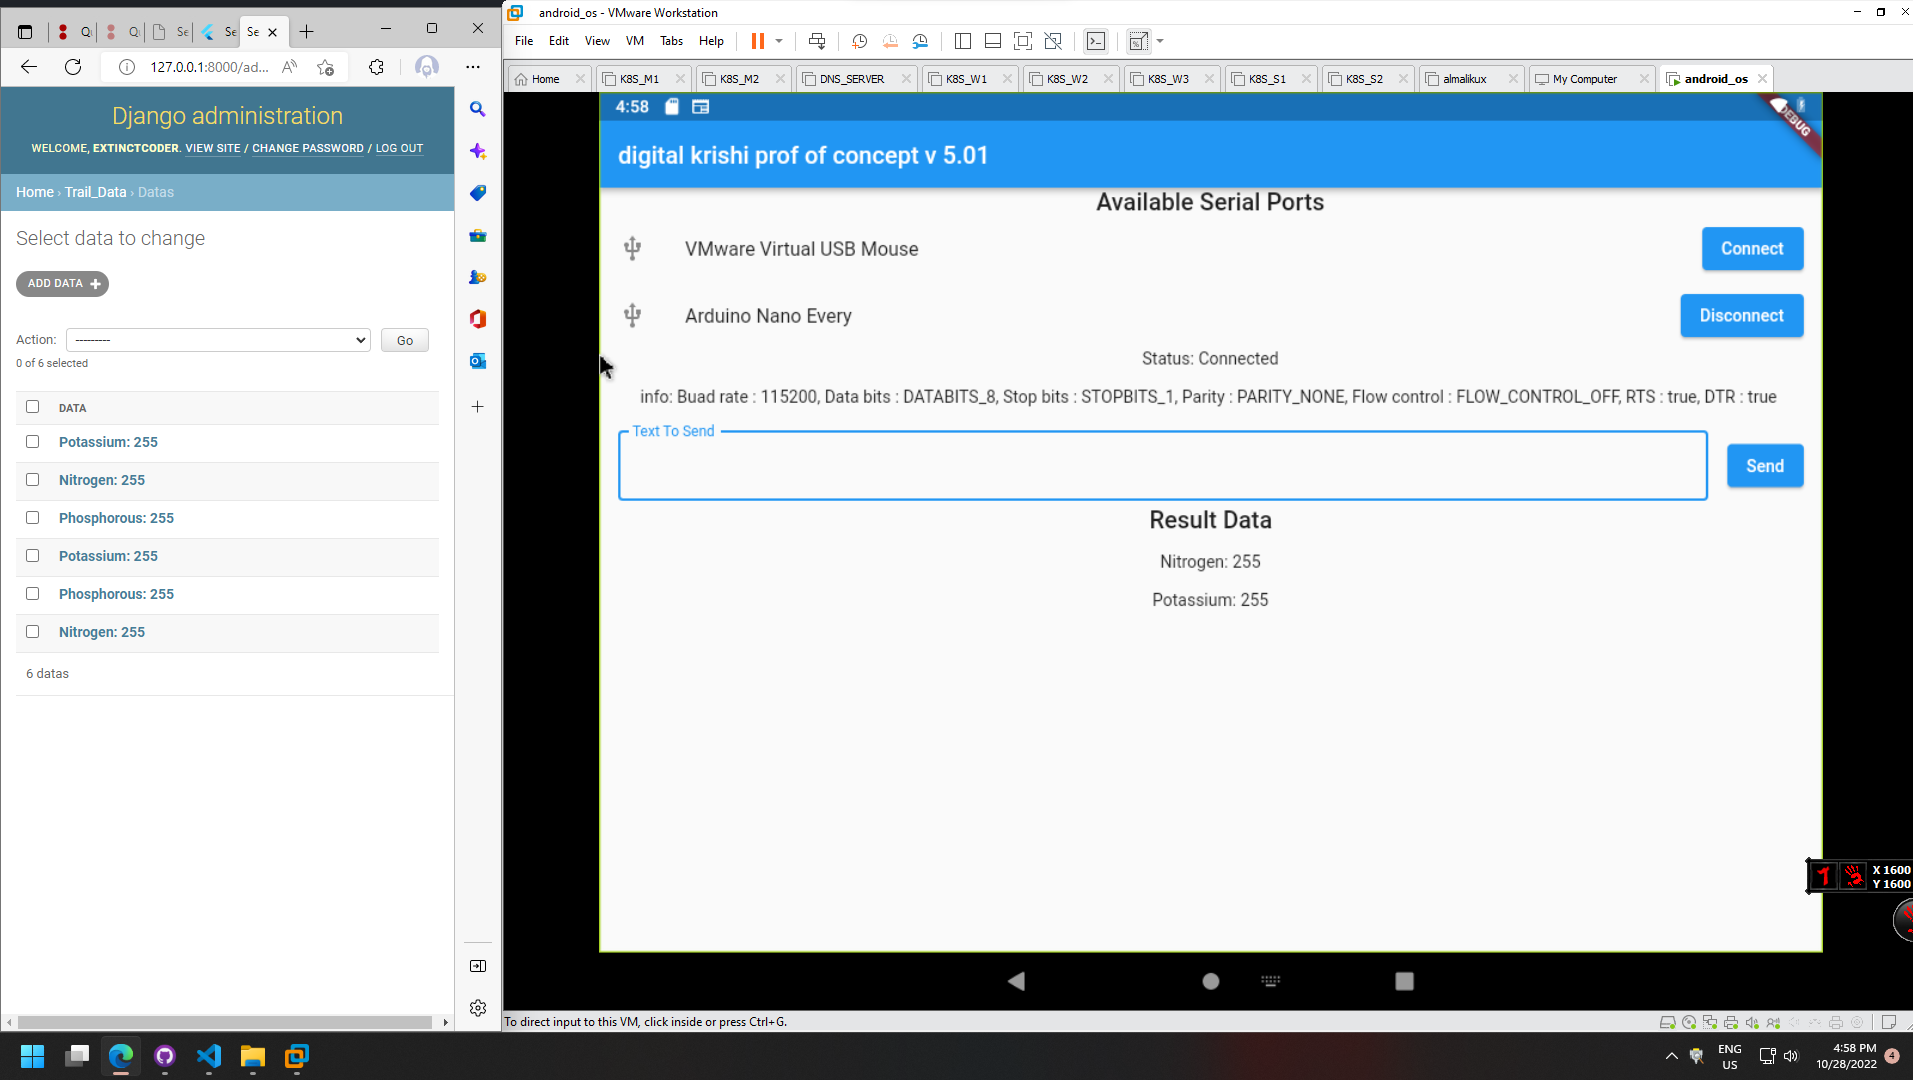 Qu
Q
Se
Se
Se
127.0.0.1:8000/ad...
Django administration
WELCOME, EXTINCTCODER. VIEW SITE / CHANGE PASSWORD / LOG OUT
Home › Trail_Data › Datas
Select data to change
ADD DATA +
Action: --------- Go
0 of 6 selected
DATA
Potassium: 255
Nitrogen: 255
Phosphorous: 255
Potassium: 255
Phosphorous: 255
Nitrogen: 255
6 datas
android_os - VMware Workstation
File Edit View VM Tabs Help
Home K8S_M1 K8S_M2 DNS_SERVER K8S_W1 K8S_W2 K8S_W3 K8S_S1 K8S_S2 almalikux My Computer android_os
4:58
DEBUG
digital krishi prof of concept v 5.01
Available Serial Ports
VMware Virtual USB Mouse Connect
Arduino Nano Every Disconnect
Status: Connected
info: Buad rate : 115200, Data bits : DATABITS_8, Stop bits : STOPBITS_1, Parity : PARITY_NONE, Flow control : FLOW_CONTROL_OFF, RTS : true, DTR : true
Text To Send
Send
Result Data
Nitrogen: 255
Potassium: 255
X 1600
Y 1600
To direct input to this VM, click inside or press Ctrl+G.
ENG
US
4:58 PM
10/28/2022
4